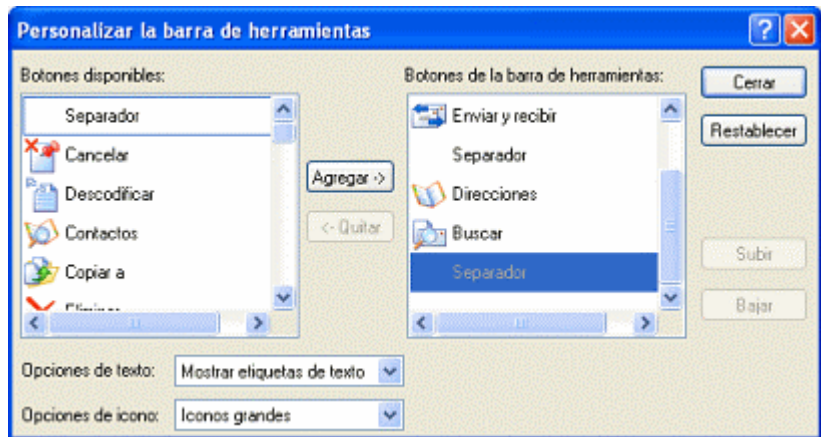 Personalizar la barra de herramientas
Botones disponibles:
Separador
Cancelar
Descodificar
Contactos
Copiar a
Agregar ->
<- Quitar
Botones de la barra de herramientas:
Enviar y recibir
Separador
Direcciones
Buscar
Separador
Cerrar
Restablecer
Subir
Bajar
Opciones de texto: Mostrar etiquetas de texto
Opciones de icono: Iconos grandes